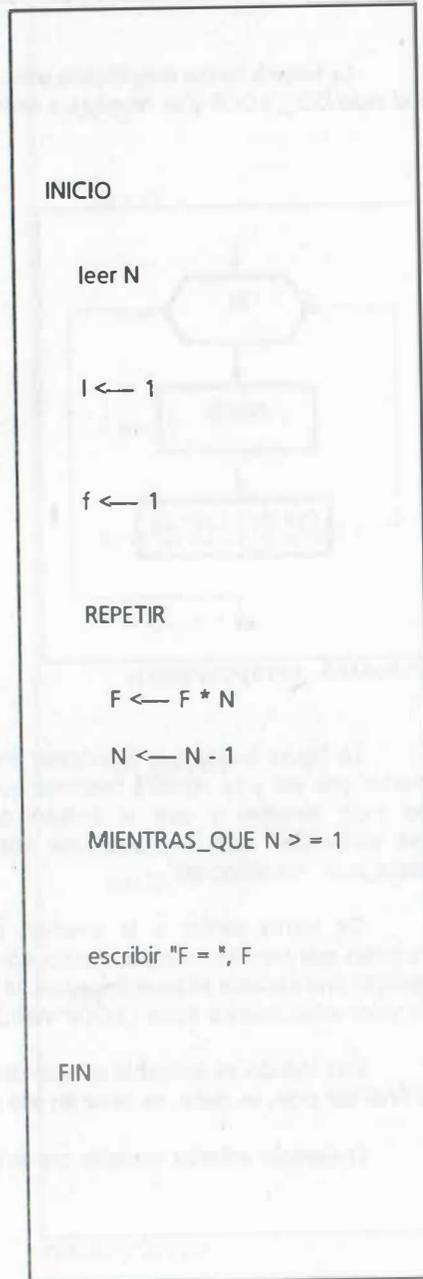 INICIO
leer N
I <— 1
f <— 1
REPETIR
F <— F * N
N <— N - 1
MIENTRAS_QUE N > = 1
escribir "F = ", F
FIN